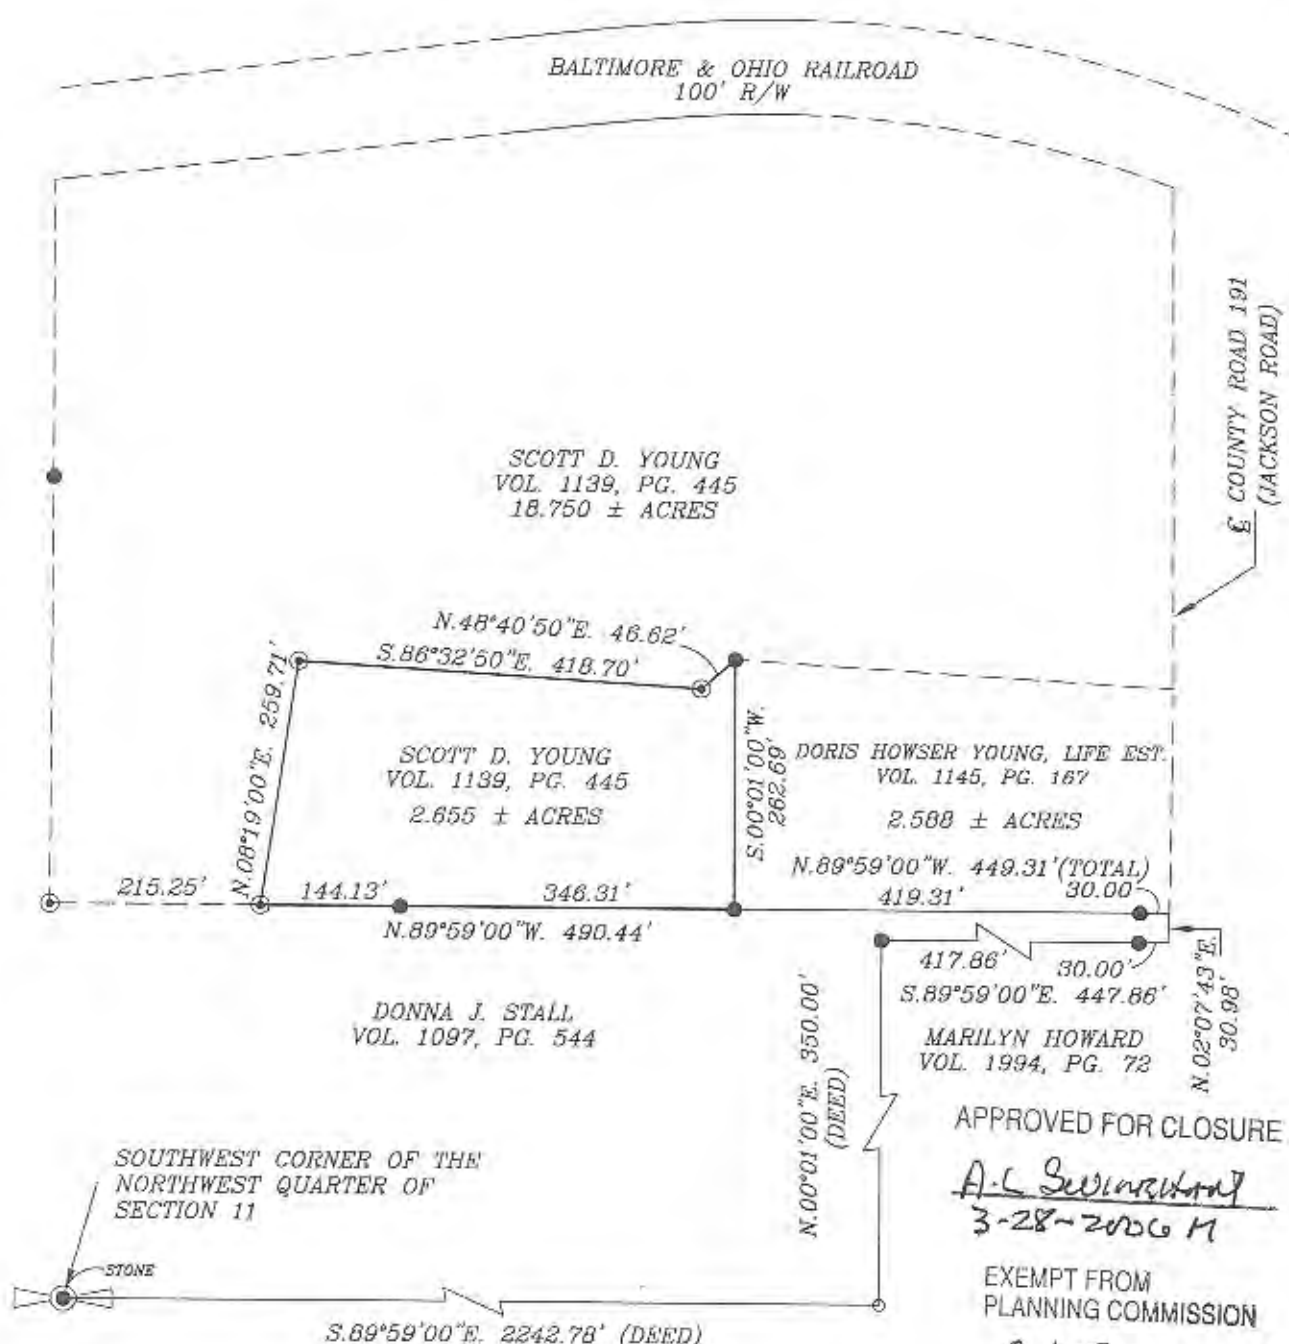 BALTIMORE & OHIO RAILROAD
100' R/W
℄ COUNTY ROAD 191
(JACKSON ROAD)
SCOTT D. YOUNG
VOL. 1139, PG. 445
18.750 ± ACRES
N.48°40'50"E. 46.62'
S.86°32'50"E. 418.70'
N.08°19'00"E. 259.71'
SCOTT D. YOUNG
VOL. 1139, PG. 445
2.655 ± ACRES
S.00°01'00"W.
262.69'
DORIS HOWSER YOUNG, LIFE EST.
VOL. 1145, PG. 167
2.588 ± ACRES
N.89°59'00"W. 449.31'(TOTAL)
215.25'
144.13'
346.31'
419.31'
30.00'
N.89°59'00"W. 490.44'
417.86'
30.00'
S.89°59'00"E. 447.86'
N.02°07'43"E.
30.98'
DONNA J. STALL
VOL. 1097, PG. 544
MARILYN HOWARD
VOL. 1994, PG. 72
N.00°01'00"E. 350.00'
(DEED)
APPROVED FOR CLOSURE
A.L
3-28-2006 M
SOUTHWEST CORNER OF THE
NORTHWEST QUARTER OF
SECTION 11
STONE
EXEMPT FROM
PLANNING COMMISSION
S.89°59'00"E. 2242.78' (DEED)